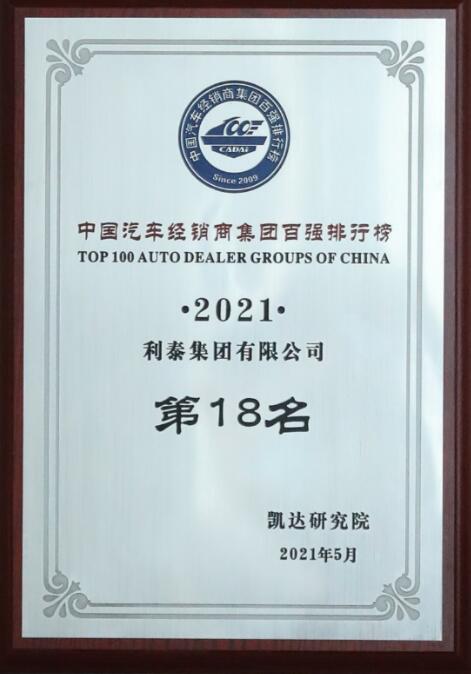 中国汽车经销商集团百强排行榜
CADAI
Since 2009
中国汽车经销商集团百强排行榜
TOP 100 AUTO DEALER GROUPS OF CHINA
·2021·
利泰集团有限公司
第18名
凯达研究院
2021年5月